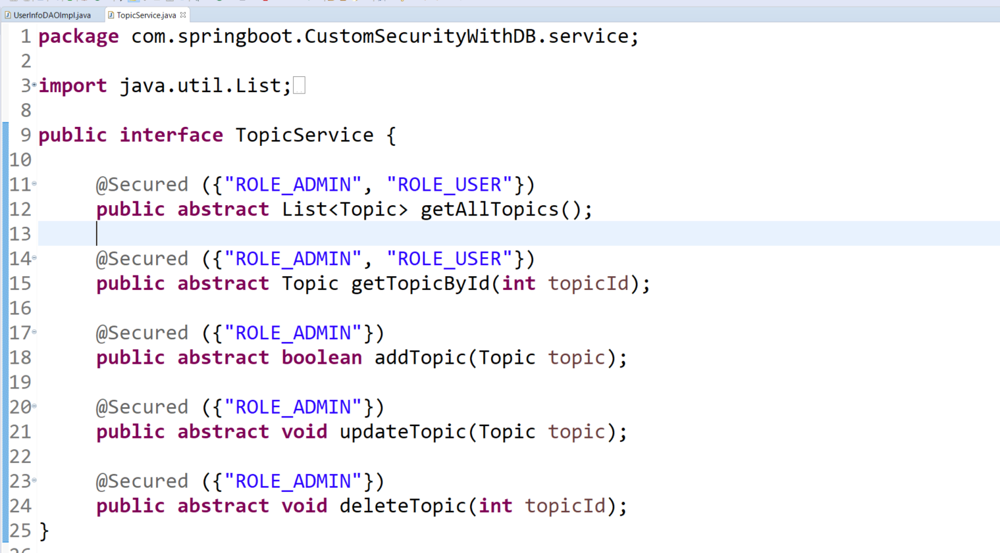 UserInfoDAOImpl.java TopicService.java
1 package com.springboot.CustomSecurityWithDB.service;
2
3 import java.util.List;
8
9 public interface TopicService {
10
11 @Secured ({"ROLE_ADMIN", "ROLE_USER"})
12 public abstract List<Topic> getAllTopics();
13
14 @Secured ({"ROLE_ADMIN", "ROLE_USER"})
15 public abstract Topic getTopicById(int topicId);
16
17 @Secured ({"ROLE_ADMIN"})
18 public abstract boolean addTopic(Topic topic);
19
20 @Secured ({"ROLE_ADMIN"})
21 public abstract void updateTopic(Topic topic);
22
23 @Secured ({"ROLE_ADMIN"})
24 public abstract void deleteTopic(int topicId);
25 }